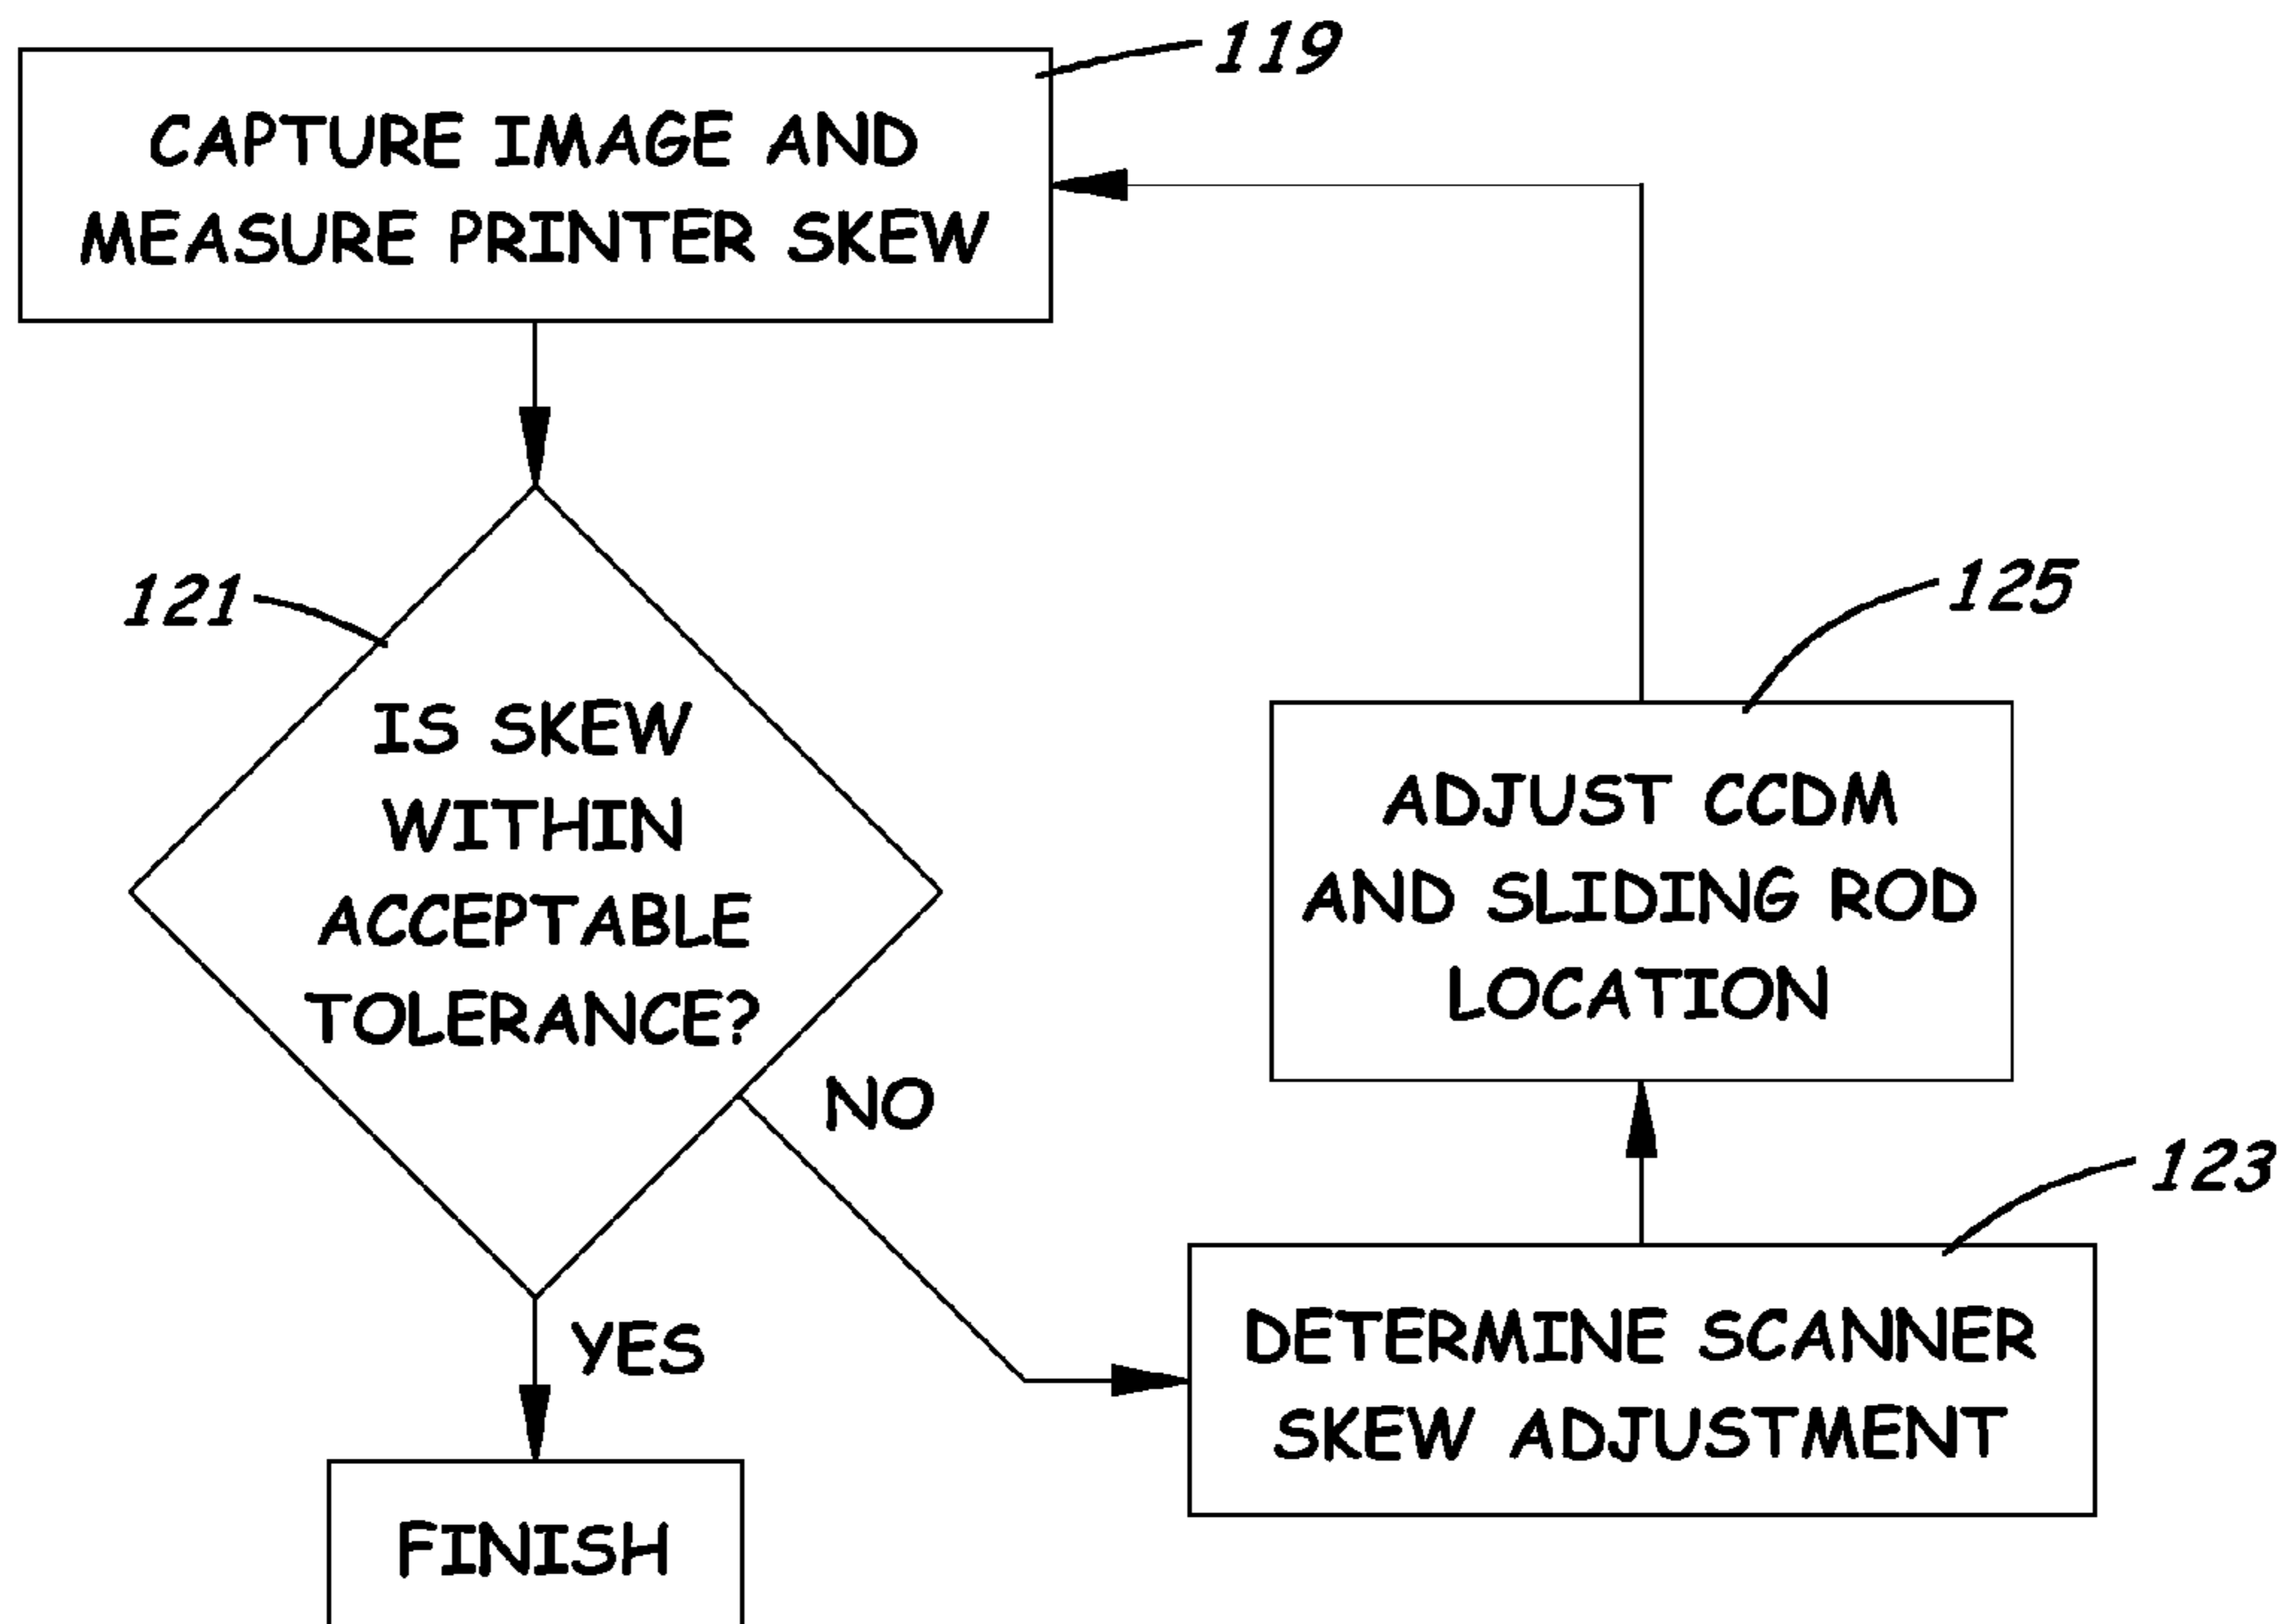 119
CAPTURE IMAGE AND
MEASURE PRINTER SKEW
121
IS SKEW
WITHIN
ACCEPTABLE
TOLERANCE?
NO
YES
FINISH
125
ADJUST CCDM
AND SLIDING ROD
LOCATION
123
DETERMINE SCANNER
SKEW ADJUSTMENT